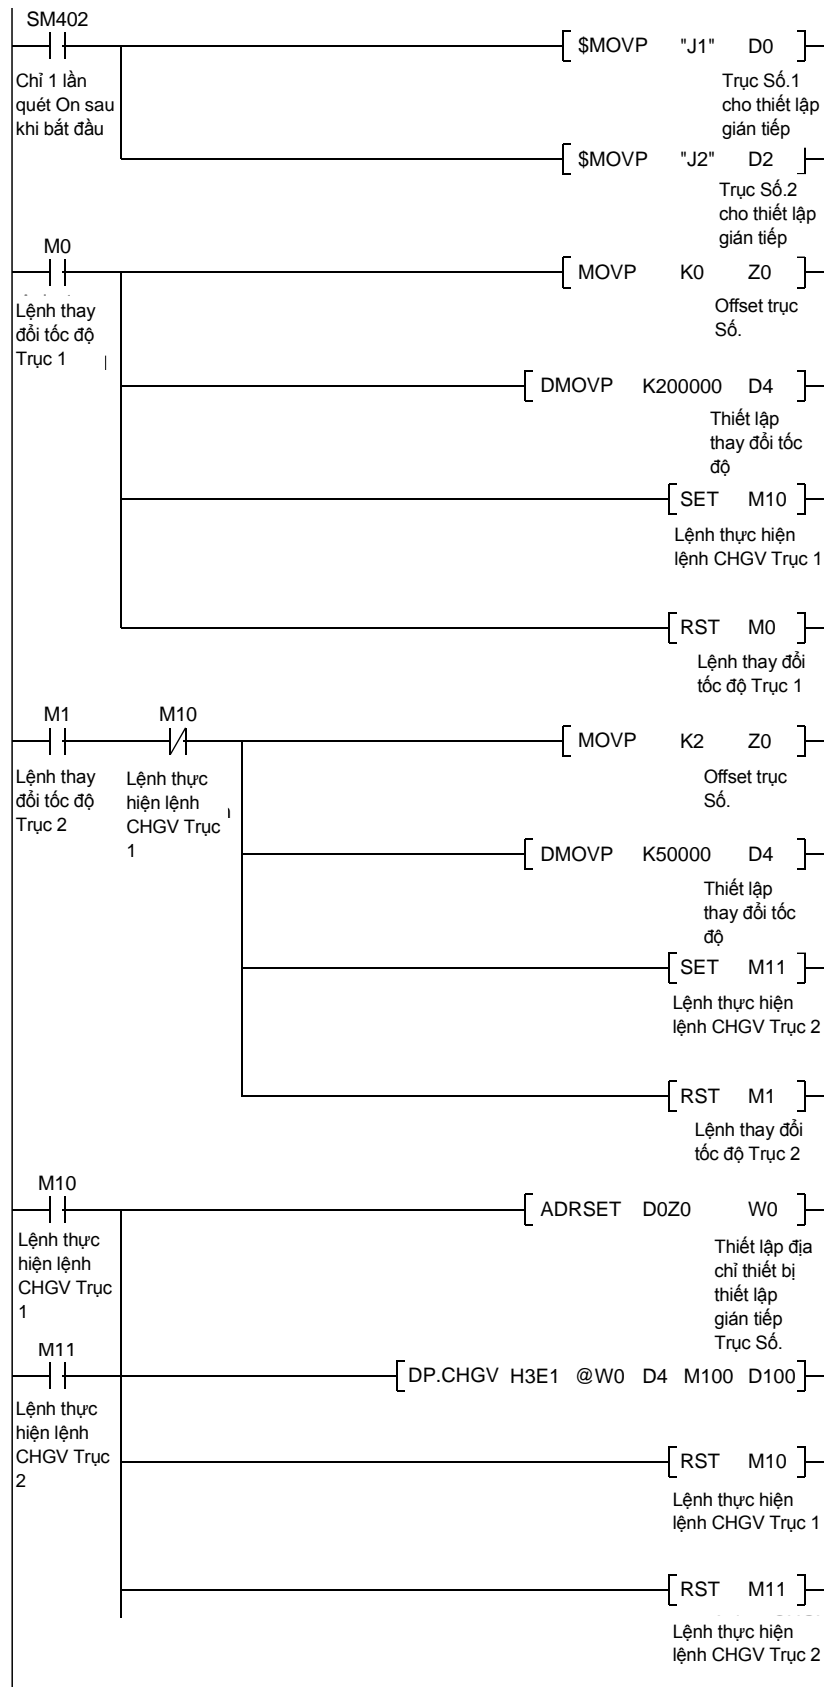 SM402
$MOVP "J1" D0
Chỉ 1 lần
quét On sau
khi bắt đầu
Trục Số.1
cho thiết lập
gián tiếp
$MOVP "J2" D2
Trục Số.2
cho thiết lập
gián tiếp
M0
MOVP K0 Z0
Lệnh thay
đổi tốc độ
Trục 1
Offset trục
Số.
DMOVP K200000 D4
Thiết lập
thay đổi tốc
độ
SET M10
Lệnh thực hiện
lệnh CHGV Trục 1
RST M0
Lệnh thay đổi
tốc độ Trục 1
M1 M10
MOVP K2 Z0
Lệnh thay
đổi tốc độ
Trục 2
Lệnh thực
hiện lệnh
CHGV Trục
1
Offset trục
Số.
DMOVP K50000 D4
Thiết lập
thay đổi tốc
độ
SET M11
Lệnh thực hiện
lệnh CHGV Trục 2
RST M1
Lệnh thay đổi
tốc độ Trục 2
M10
ADRSET D0Z0 W0
Lệnh thực
hiện lệnh
CHGV Trục
1
Thiết lập địa
chỉ thiết bị
thiết lập
gián tiếp
Trục Số.
M11
DP.CHGV H3E1 @W0 D4 M100 D100
Lệnh thực
hiện lệnh
CHGV Trục
2
RST M10
Lệnh thực hiện
lệnh CHGV Trục 1
RST M11
Lệnh thực hiện
lệnh CHGV Trục 2